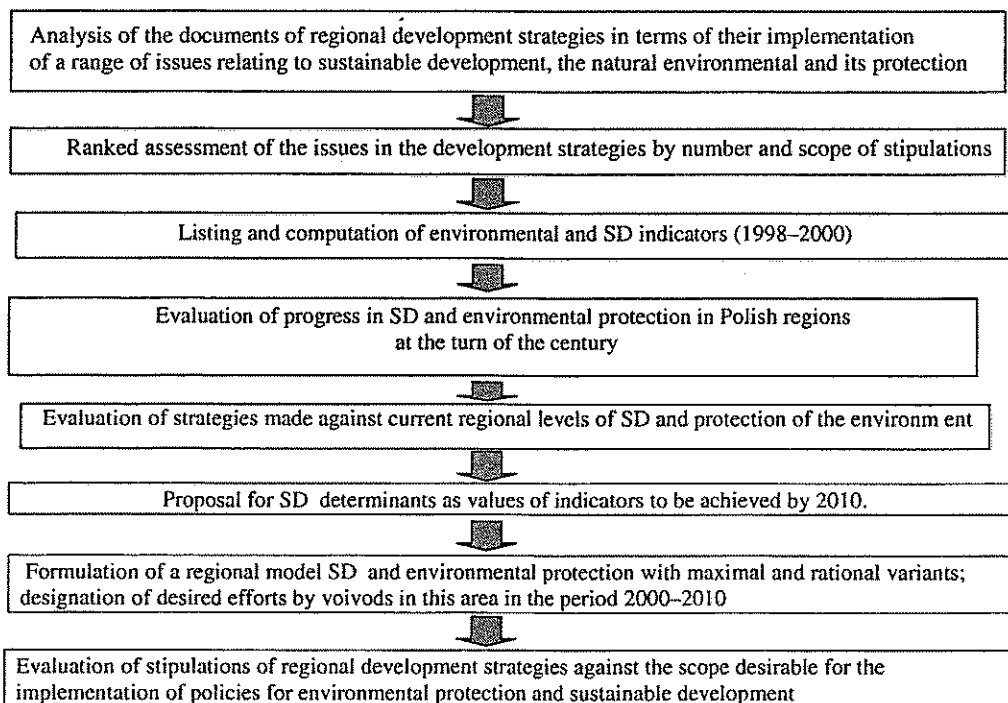 Analysis of the documents of regional development strategies in terms of their implementation
of a range of issues relating to sustainable development, the natural environmental and its protection
Ranked assessment of the issues in the development strategies by number and scope of stipulations
Listing and computation of environmental and SD indicators (1998–2000)
Evaluation of progress in SD and environmental protection in Polish regions
at the turn of the century
Evaluation of strategies made against current regional levels of SD and protection of the environm ent
Proposal for SD determinants as values of indicators to be achieved by 2010.
Formulation of a regional model SD and environmental protection with maximal and rational variants;
designation of desired efforts by voivods in this area in the period 2000–2010
Evaluation of stipulations of regional development strategies against the scope desirable for the
implementation of policies for environmental protection and sustainable development